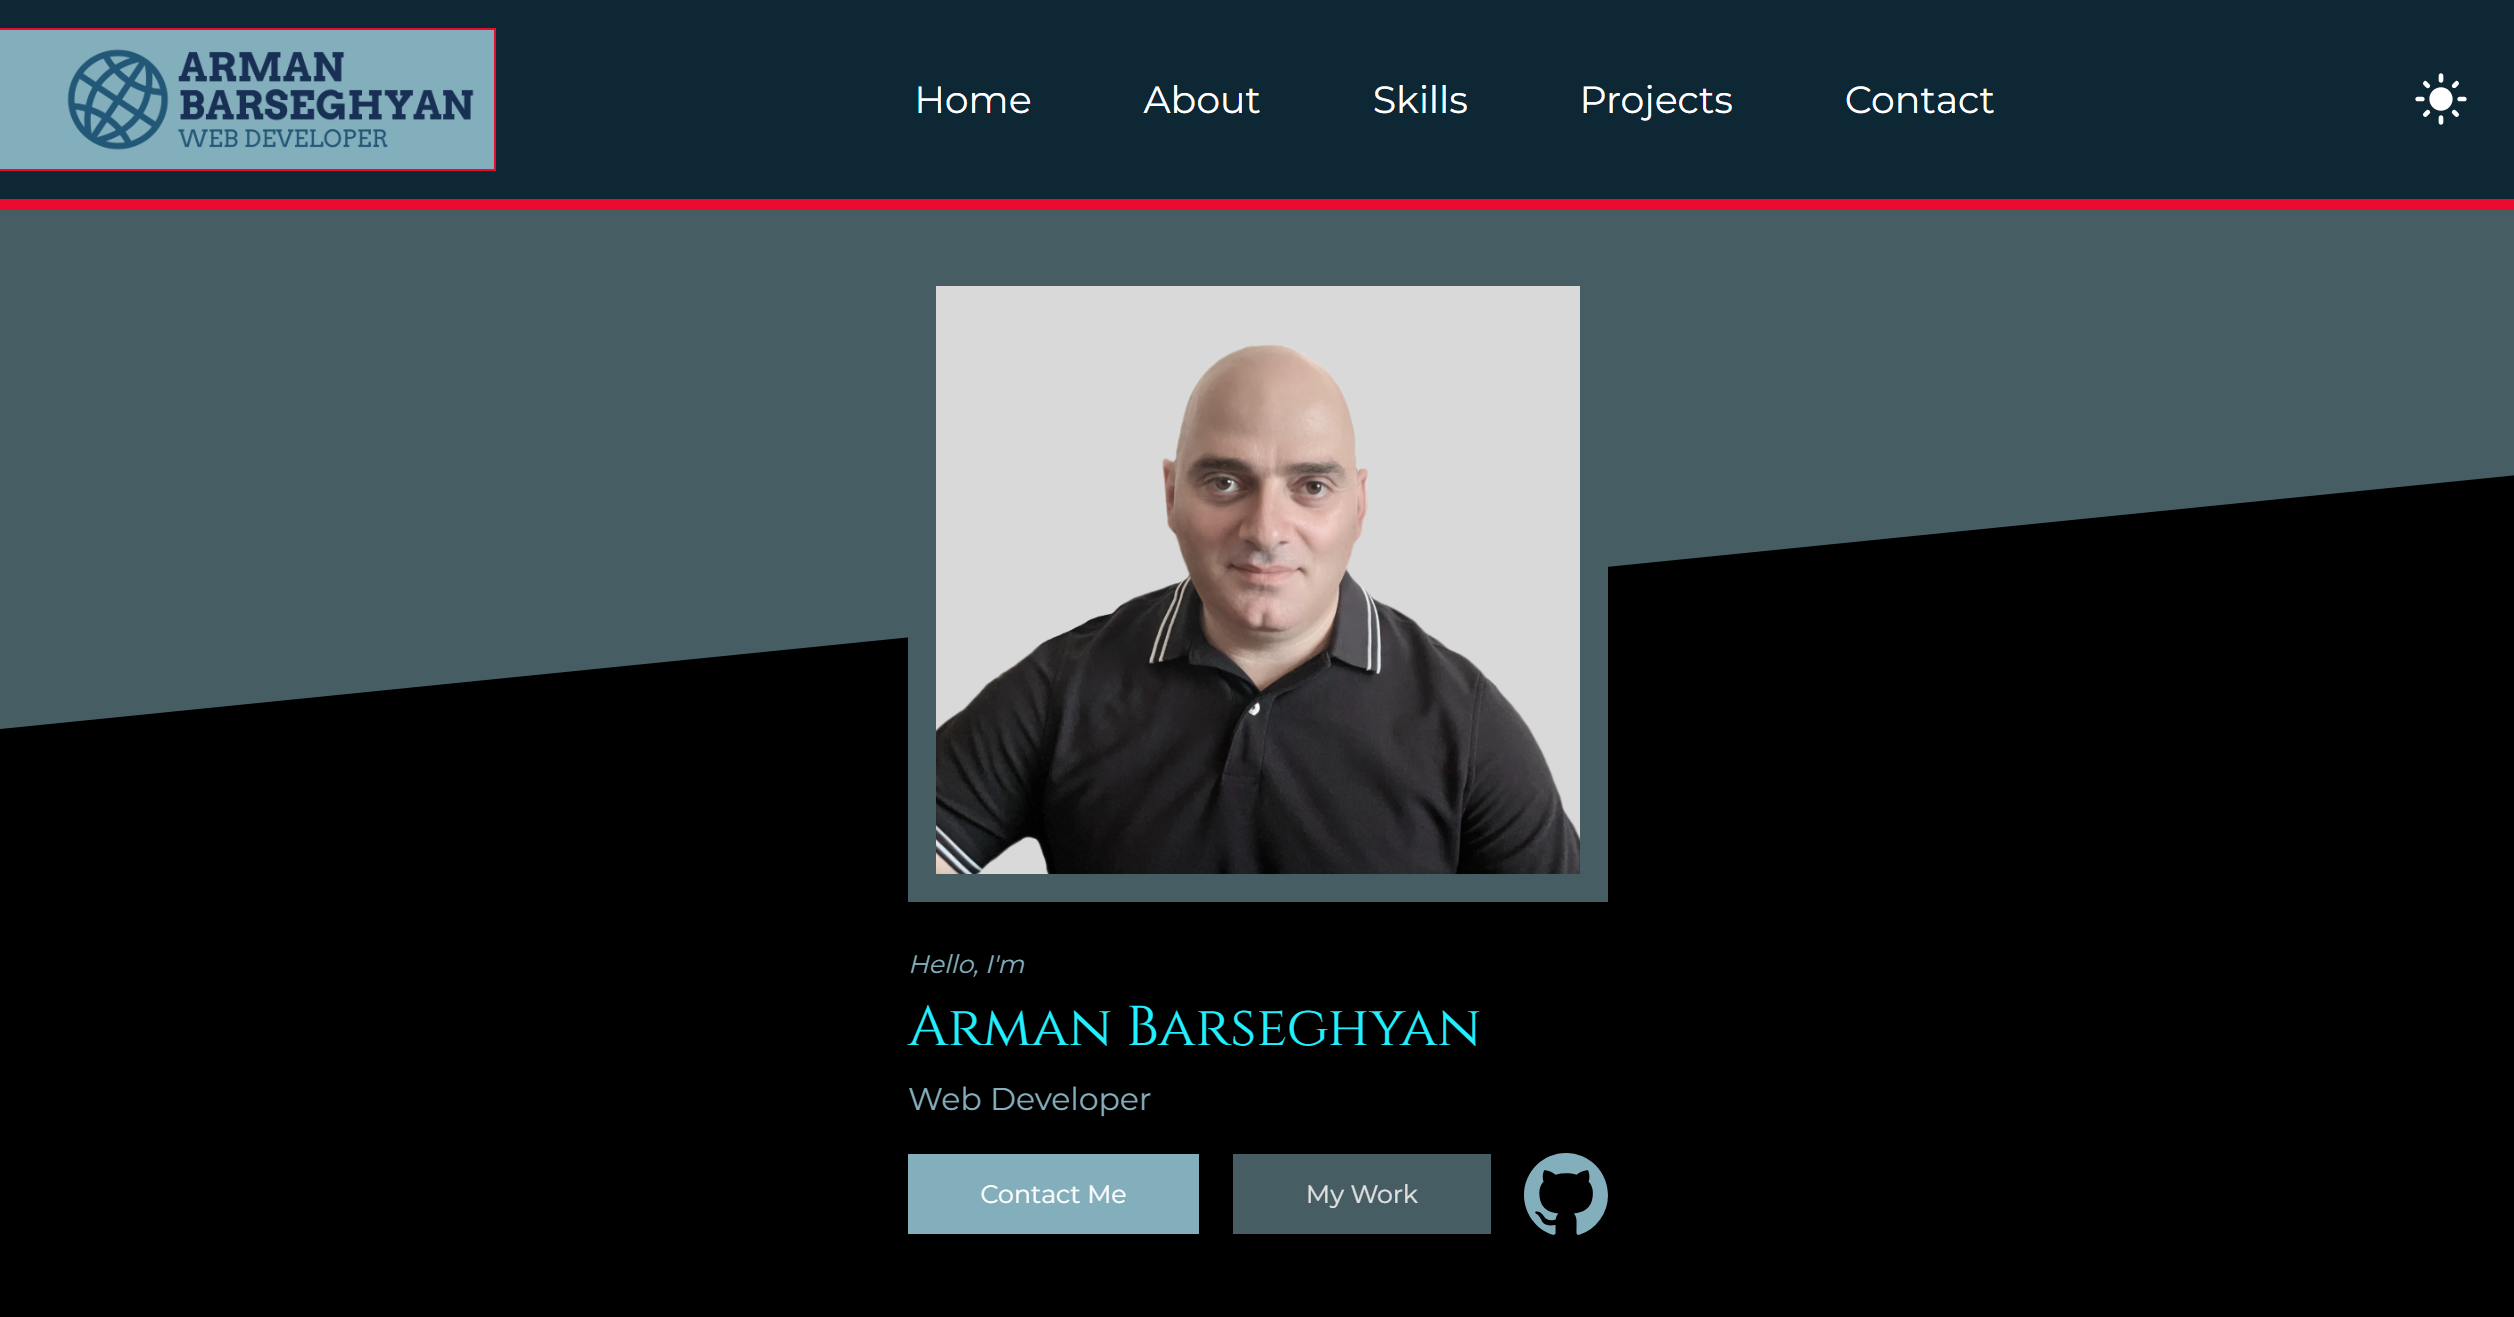 ARMAN
BARSEGHYAN
WEB DEVELOPER
Home About Skills Projects Contact
Hello, I'm
Arman Barseghyan
Web Developer
Contact Me My Work